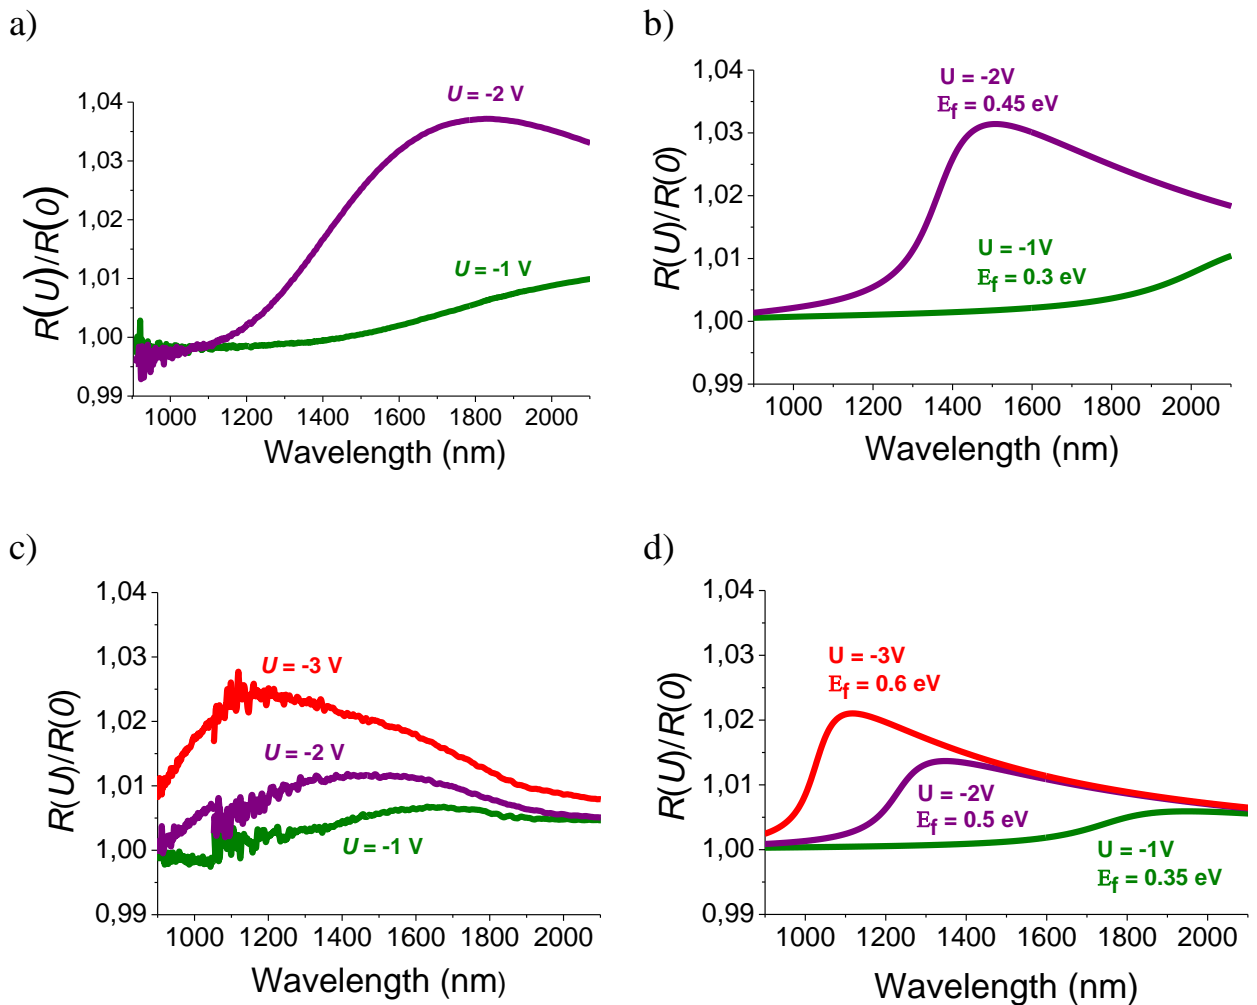 a)
1,04
1,03
1,02
1,01
1,00
0,99
R(U)/R(0)
U = -2 V
U = -1 V
1000 1200 1400 1600 1800 2000
Wavelength (nm)
b)
1,04
1,03
1,02
1,01
1,00
0,99
R(U)/R(0)
U = -2V
Ef = 0.45 eV
U = -1V
Ef = 0.3 eV
1000 1200 1400 1600 1800 2000
Wavelength (nm)
c)
1,04
1,03
1,02
1,01
1,00
0,99
R(U)/R(0)
U = -3 V
U = -2 V
U = -1 V
1000 1200 1400 1600 1800 2000
Wavelength (nm)
d)
1,04
1,03
1,02
1,01
1,00
0,99
R(U)/R(0)
U = -3V
Ef = 0.6 eV
U = -2V
Ef = 0.5 eV
U = -1V
Ef = 0.35 eV
1000 1200 1400 1600 1800 2000
Wavelength (nm)